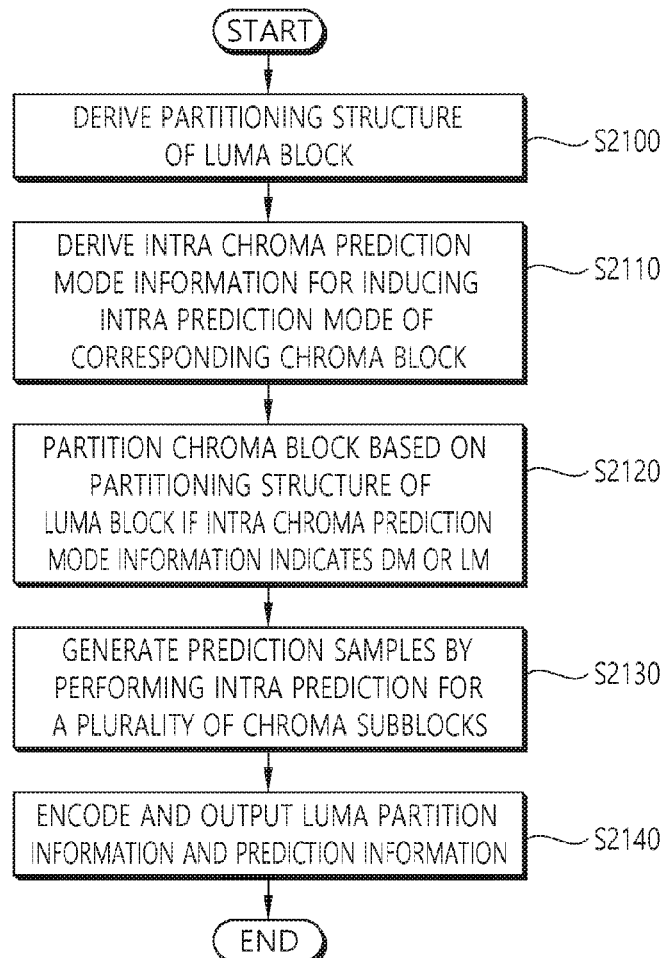 START
DERIVE PARTITIONING STRUCTURE
OF LUMA BLOCK
S2100
DERIVE INTRA CHROMA PREDICTION
MODE INFORMATION FOR INDUCING
INTRA PREDICTION MODE OF
CORRESPONDING CHROMA BLOCK
S2110
PARTITION CHROMA BLOCK BASED ON
PARTITIONING STRUCTURE OF
LUMA BLOCK IF INTRA CHROMA PREDICTION
MODE INFORMATION INDICATES DM OR LM
S2120
GENERATE PREDICTION SAMPLES BY
PERFORMING INTRA PREDICTION FOR
A PLURALITY OF CHROMA SUBBLOCKS
S2130
ENCODE AND OUTPUT LUMA PARTITION
INFORMATION AND PREDICTION INFORMATION
S2140
END